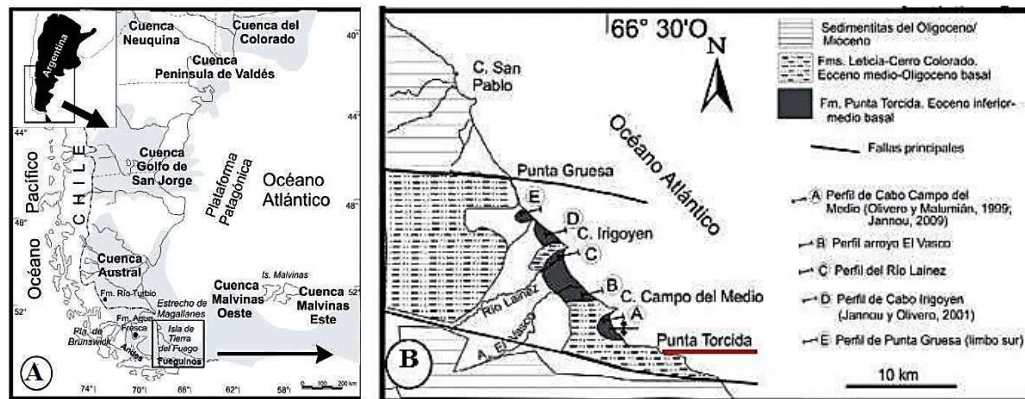 Argentina
Cuenca
Neuquina
Cuenca del
Colorado
40°
Cuenca
Península de Valdés
44°
Cuenca
Golfo de
San Jorge
CHILE
Océano Pacífico
Plataforma
Patagónica
Océano
Atlántico
48°
Cuenca
Austral
Fm. Río Turbio
Estrecho de
Magallanes
Is. Malvinas
Cuenca
Malvinas
Oeste
Cuenca
Malvinas
Este
52°
Fm. Agua
Fresca
Pla. de
Brunswick
Isla de
Tierra
del Fuego
Andes
Fueguinos
A
74° 70° 66° 62° 58°
0 100 200 km
66° 30'O
N
C. San
Pablo
Océano Atlántico
Punta Gruesa
E
D
C. Irigoyen
C
Río Lainez
B
C. Campo del Medio
A. El Vasco
A
Punta Torcida
B
Sedimentitas del Oligoceno/
Mioceno
Fms. Leticia-Cerro Colorado.
Eoceno medio-Oligoceno
basal
Fm. Punta Torcida. Eoceno inferior-
medio basal
Fallas principales
A Perfil de Cabo Campo del
Medio (Olivero y Malumián, 1999;
Jannou, 2009)
B Perfil arroyo El Vasco
C Perfil del Río Lainez
D Perfil de Cabo Irigoyen
(Jannou y Olivero, 2001)
E Perfil de Punta Gruesa (limbo sur)
10 km